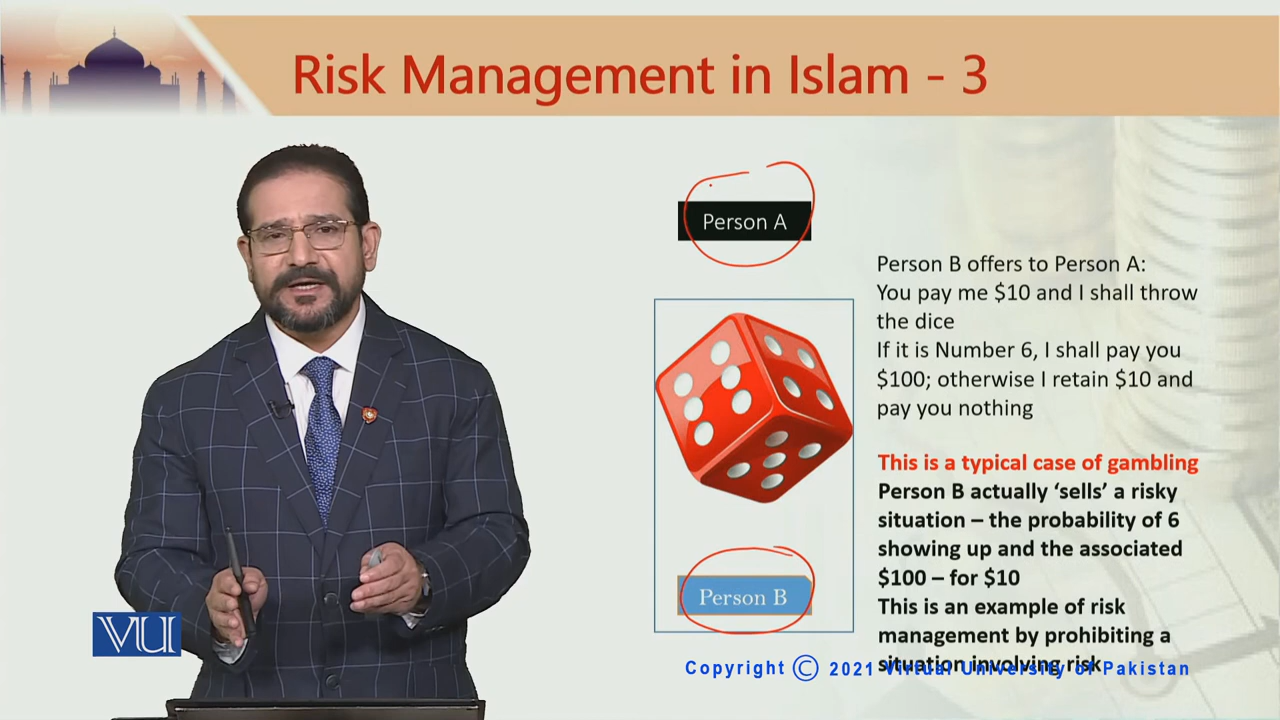 Risk Management in Islam - 3
Person A
Person B offers to Person A:
You pay me $10 and I shall throw
the dice
If it is Number 6, I shall pay you
$100; otherwise I retain $10 and
pay you nothing
This is a typical case of gambling
Person B actually ‘sells’ a risky
situation – the probability of 6
showing up and the associated
$100 – for $10
This is an example of risk
management by prohibiting a
situation involving risk
Person B
VU
Copyright © 2021 Virtual University of Pakistan